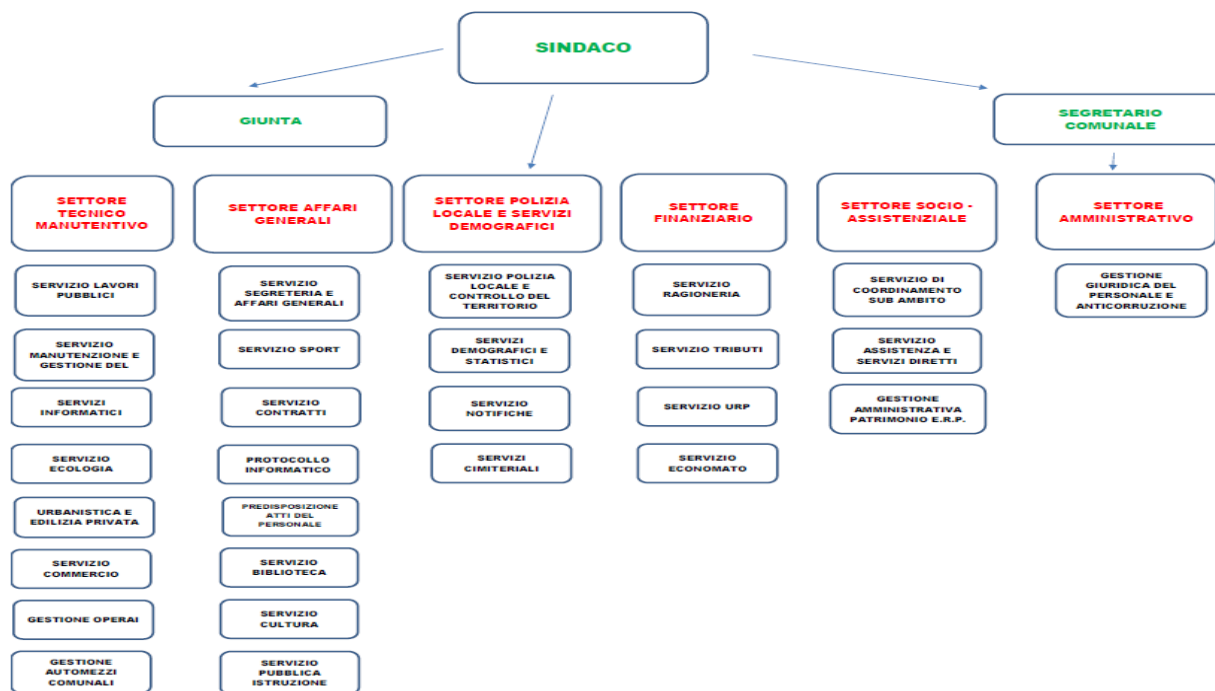 SINDACO
GIUNTA
SEGRETARIO
COMUNALE
SETTORE
TECNICO
MANUTENTIVO
SETTORE AFFARI
GENERALI
SETTORE POLIZIA
LOCALE E SERVIZI
DEMOGRAFICI
SETTORE
FINANZIARIO
SETTORE SOCIO -
ASSISTENZIALE
SETTORE
AMMINISTRATIVO
SERVIZIO LAVORI
PUBBLICI
SERVIZIO
MANUTENZIONE E
GESTIONE DEL
SERVIZI
INFORMATICI
SERVIZIO
ECOLOGIA
URBANISTICA E
EDILIZIA PRIVATA
SERVIZIO
COMMERCIO
GESTIONE OPERAI
GESTIONE
AUTOMEZZI
COMUNALI
SERVIZIO
SEGRETERIA E
AFFARI GENERALI
SERVIZIO SPORT
SERVIZIO
CONTRATTI
PROTOCOLLO
INFORMATICO
PREDISPOSIZIONE
ATTI DEL
PERSONALE
SERVIZIO
BIBLIOTECA
SERVIZIO
CULTURA
SERVIZIO
PUBBLICA
ISTRUZIONE
SERVIZIO POLIZIA
LOCALE E
CONTROLLO DEL
TERRITORIO
SERVIZI
DEMOGRAFICI E
STATISTICI
SERVIZIO
NOTIFICHE
SERVIZI
CIMITERIALI
SERVIZIO
RAGIONERIA
SERVIZIO TRIBUTI
SERVIZIO URP
SERVIZIO
ECONOMATO
SERVIZIO DI
COORDINAMENTO
SUB AMBITO
SERVIZIO
ASSISTENZA E
SERVIZI DIRETTI
GESTIONE
AMMINISTRATIVA
PATRIMONIO E.R.P.
GESTIONE
GIURIDICA DEL
PERSONALE E
ANTICORRUZIONE